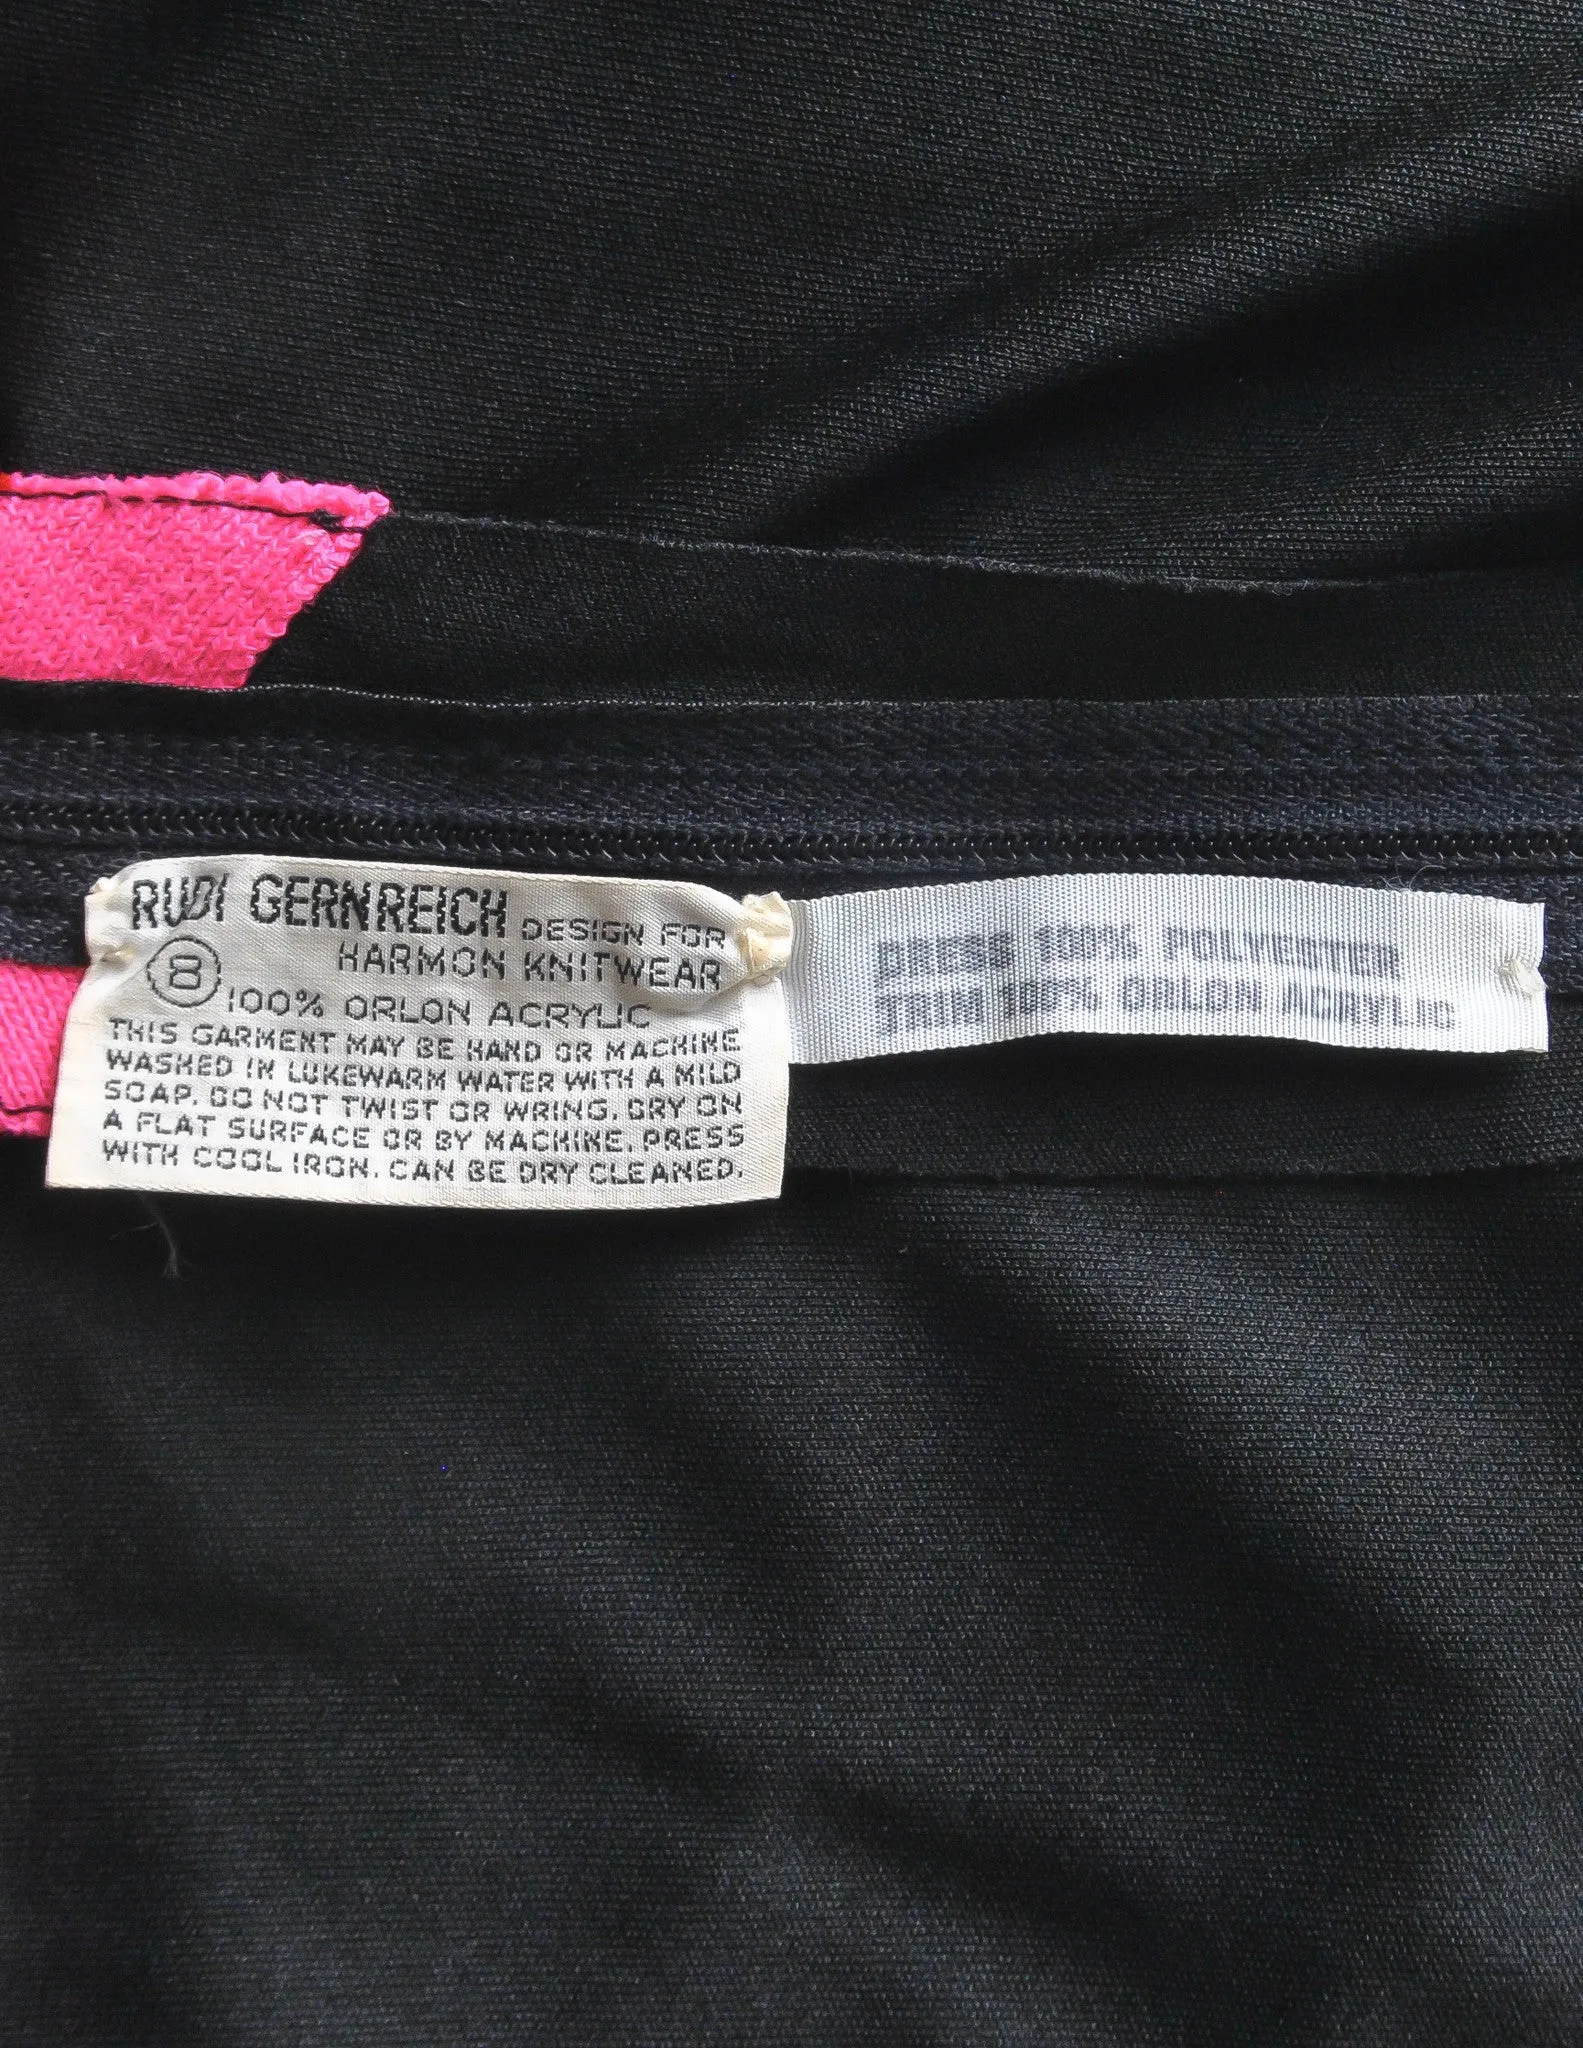 RUDI GERNREICH DESIGN FOR
HARMON KNITWEAR
8
100% ORLON ACRYLIC
THIS GARMENT MAY BE HAND OR MACHINE
WASHED IN LUKEWARM WATER WITH A MILD
SOAP. DO NOT TWIST OR WRING. DRY ON
A FLAT SURFACE OR BY MACHINE. PRESS
WITH COOL IRON. CAN BE DRY CLEANED.
DRESS 100% POLYESTER
TRIM 100% ORLON ACRYLIC